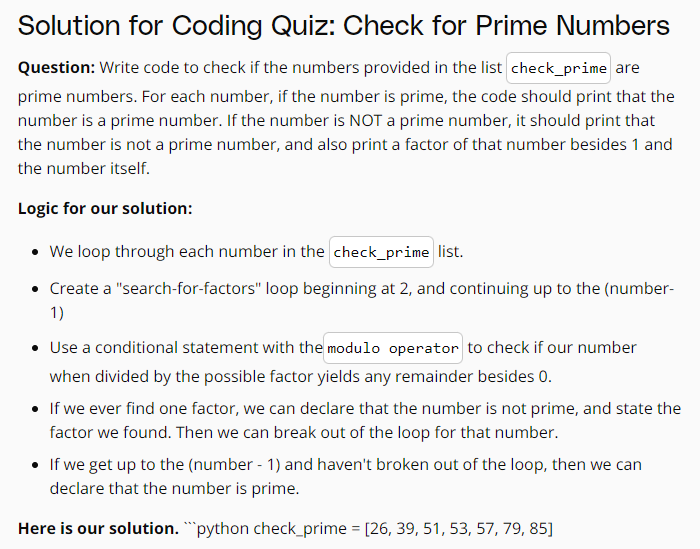 Solution for Coding Quiz: Check for Prime Numbers
Question: Write code to check if the numbers provided in the list check_prime are
prime numbers. For each number, if the number is prime, the code should print that the
number is a prime number. If the number is NOT a prime number, it should print that
the number is not a prime number, and also print a factor of that number besides 1 and
the number itself.
Logic for our solution:
• We loop through each number in the check_prime list.
• Create a "search-for-factors" loop beginning at 2, and continuing up to the (number-
1)
• Use a conditional statement with the modulo operator to check if our number
when divided by the possible factor yields any remainder besides 0.
• If we ever find one factor, we can declare that the number is not prime, and state the
factor we found. Then we can break out of the loop for that number.
• If we get up to the (number - 1) and haven't broken out of the loop, then we can
declare that the number is prime.
Here is our solution. ```python check_prime = [26, 39, 51, 53, 57, 79, 85]